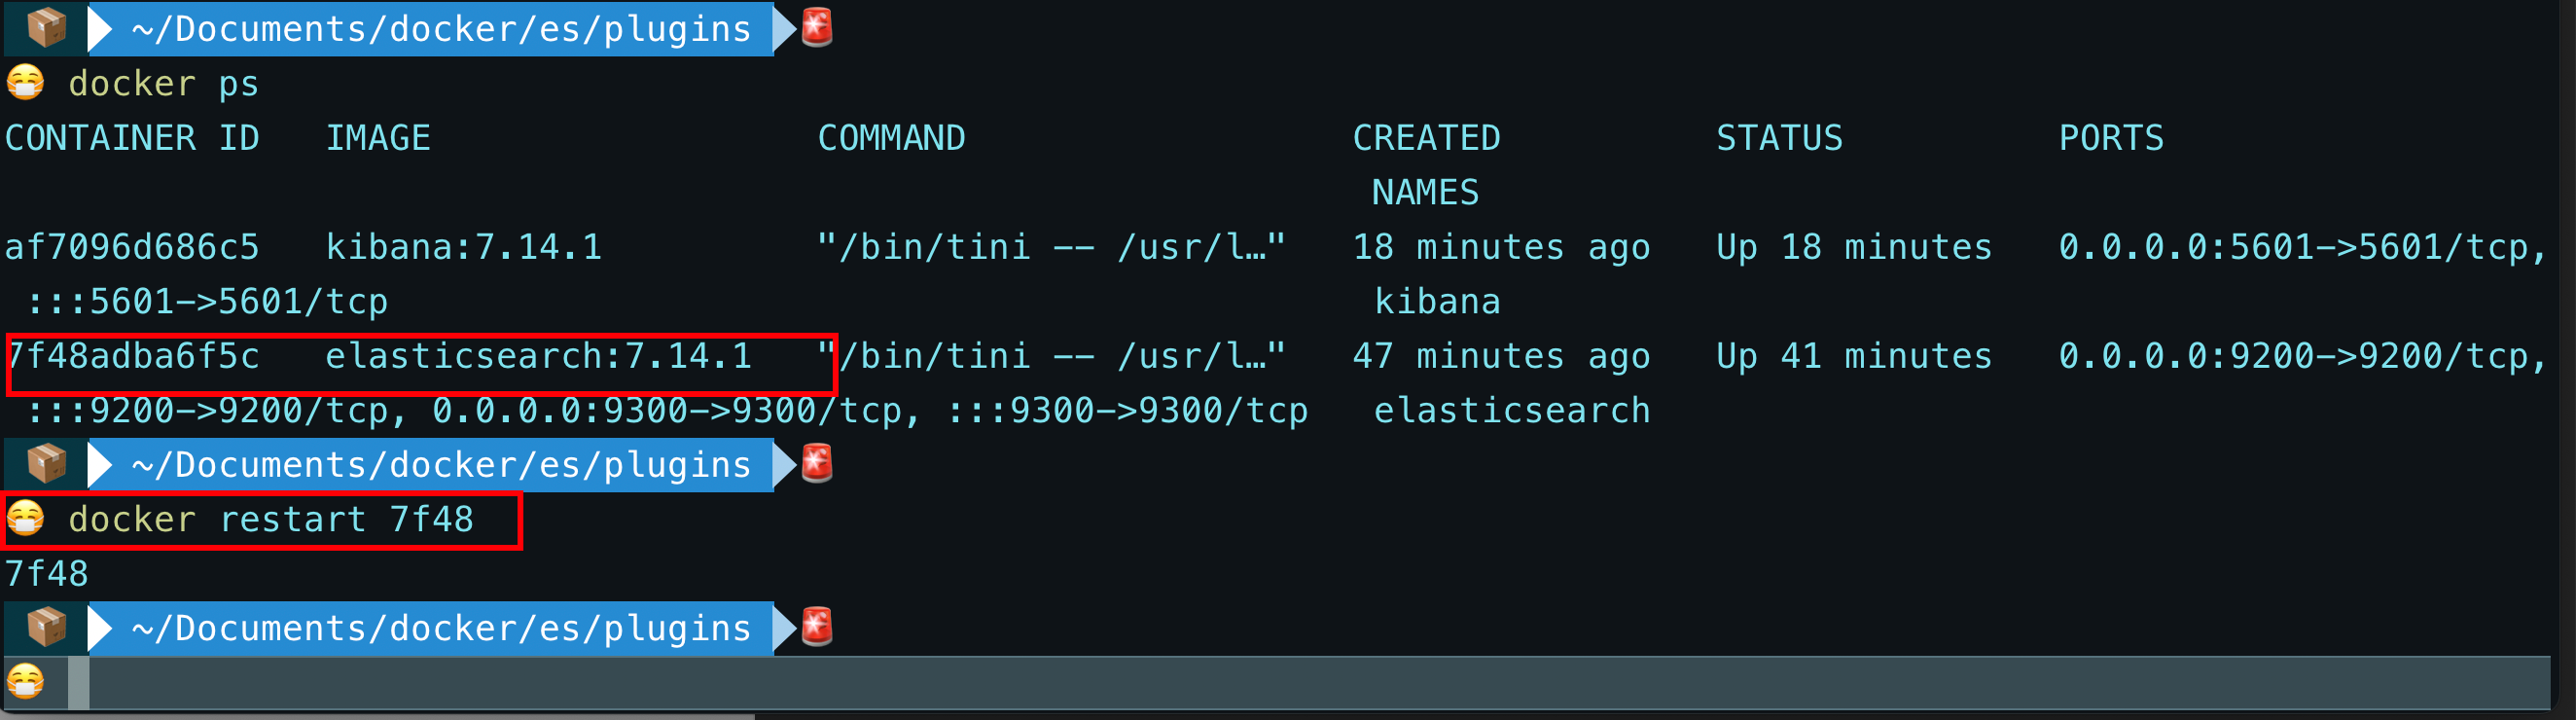 ~/Documents/docker/es/plugins
docker ps
CONTAINER ID   IMAGE                  COMMAND                  CREATED          STATUS          PORTS
NAMES
af7096d686c5   kibana:7.14.1          "/bin/tini -- /usr/l…"   18 minutes ago   Up 18 minutes   0.0.0.0:5601->5601/tcp,
:::5601->5601/tcp                                              kibana
7f48adba6f5c   elasticsearch:7.14.1   "/bin/tini -- /usr/l…"   47 minutes ago   Up 41 minutes   0.0.0.0:9200->9200/tcp,
:::9200->9200/tcp, 0.0.0.0:9300->9300/tcp, :::9300->9300/tcp   elasticsearch
~/Documents/docker/es/plugins
docker restart 7f48
7f48
~/Documents/docker/es/plugins